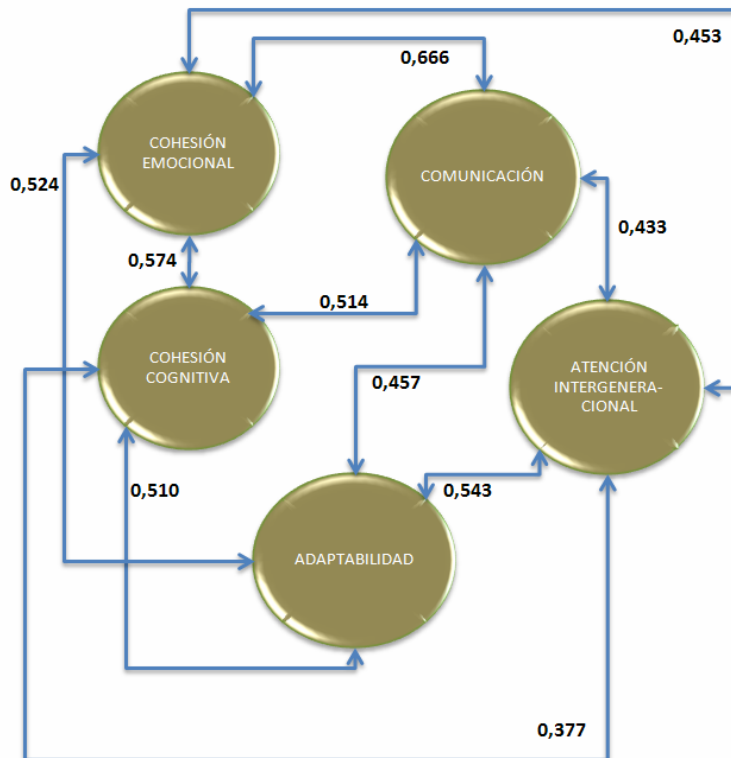 0,453
0,666
COHESIÓN
EMOCIONAL
COMUNICACIÓN
0,524
0,433
0,574
0,514
COHESIÓN
COGNITIVA
0,457
ATENCIÓN
INTERGENERA-
CIONAL
0,510
0,543
ADAPTABILIDAD
0,377